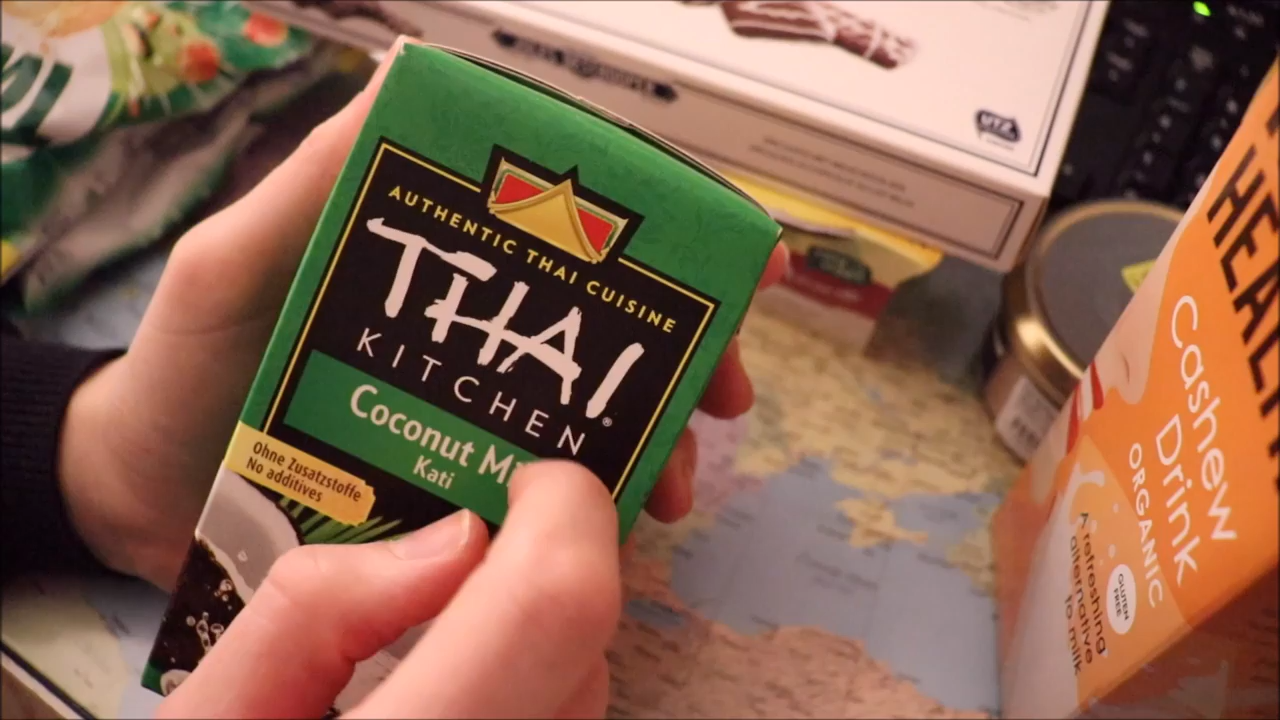 AUTHENTIC THAI CUISINE
THAI
KITCHEN
Coconut
Kati
Ohne Zusatzstoffe
No additives
UTZ
Cashew
Drink
ORGANIC
A refreshing
alternative
to milk
GLUTEN
FREE